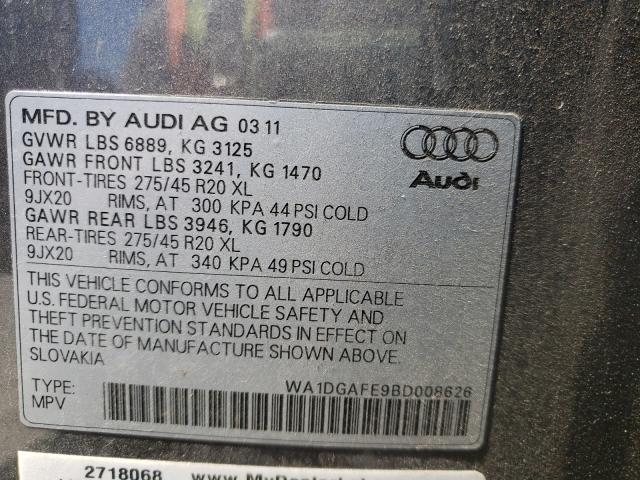 MFD. BY AUDI AG 03 11
GVWR LBS 6889, KG 3125
GAWR FRONT LBS 3241, KG 1470
FRONT-TIRES 275/45 R20 XL
9JX20 RIMS, AT 300 KPA 44 PSI COLD
GAWR REAR LBS 3946, KG 1790
REAR-TIRES 275/45 R20 XL
9JX20 RIMS, AT 340 KPA 49 PSI COLD
Audi
THIS VEHICLE CONFORMS TO ALL APPLICABLE
U.S. FEDERAL MOTOR VEHICLE SAFETY AND
THEFT PREVENTION STANDARDS IN EFFECT ON
THE DATE OF MANUFACTURE SHOWN ABOVE.
SLOVAKIA
TYPE: WA1DGAFE9BD008626
MPV
2718068